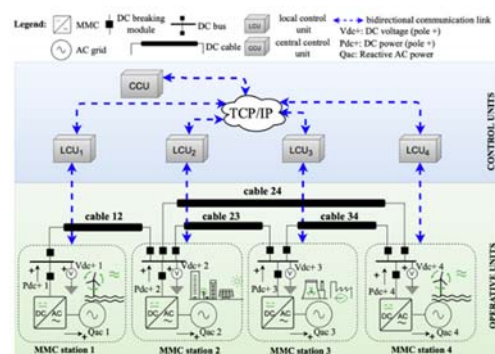 Legend:
MMC
DC breaking
module
DC bus
LCU
local control
unit
bidirectional communication link
Vdc+: DC voltage (pole +)
AC grid
DC cable
CCU
central control
unit
Pdc+: DC power (pole +)
Qac: Reactive AC power
CCU
TCP/IP
LCU1
LCU2
LCU3
LCU4
CONTROL UNITS
cable 24
cable 12
cable 23
cable 34
Vdc+ 1
Vdc+ 2
Vdc+ 3
Vdc+ 4
Pdc+ 1
Pdc+ 2
Pdc+ 3
Pdc+ 4
DC AC
DC AC
DC AC
DC AC
Qac 1
Qac 2
Qac 3
Qac 4
MMC station 1
MMC station 2
MMC station 3
MMC station 4
OPERATIVE UNITS